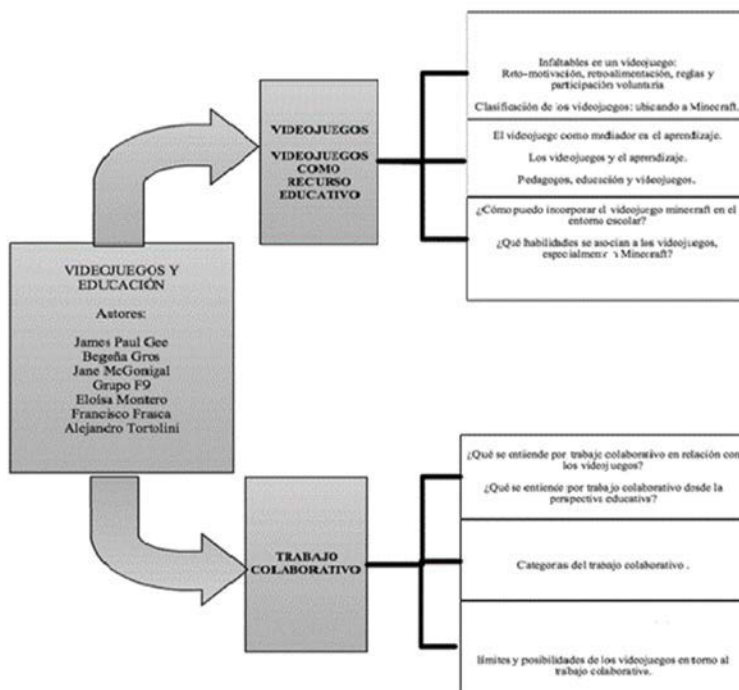 VIDEOJUEGOS Y
EDUCACIÓN
Autores:
James Paul Gee
Begoña Gros
Jane McGonigal
Grupo F9
Eloísa Montero
Francisco Frasca
Alejandro Tortolini
VIDEOJUEGOS
VIDEOJUEGOS
COMO
RECURSO
EDUCATIVO
Infaltables en un videojuego:
Reto-motivación, retroalimentación, reglas y
participación voluntaria
Clasificación de los videojuegos: ubicando a Minecraft.
El videojuego como mediador en el aprendizaje.
Los videojuegos y el aprendizaje.
Pedagogos, educación y videojuegos.
¿Cómo puedo incorporar el videojuego minecraft en el
entorno escolar?
¿Qué habilidades se asocian a los videojuegos,
especialmente a Minecraft?
TRABAJO
COLABORATIVO
¿Qué se entiende por trabajo colaborativo en relación con
los videojuegos?
¿Qué se entiende por trabajo colaborativo desde la
perspectiva educativa?
Categorías del trabajo colaborativo .
límites y posibilidades de los videojuegos en torno al
trabajo colaborativo.